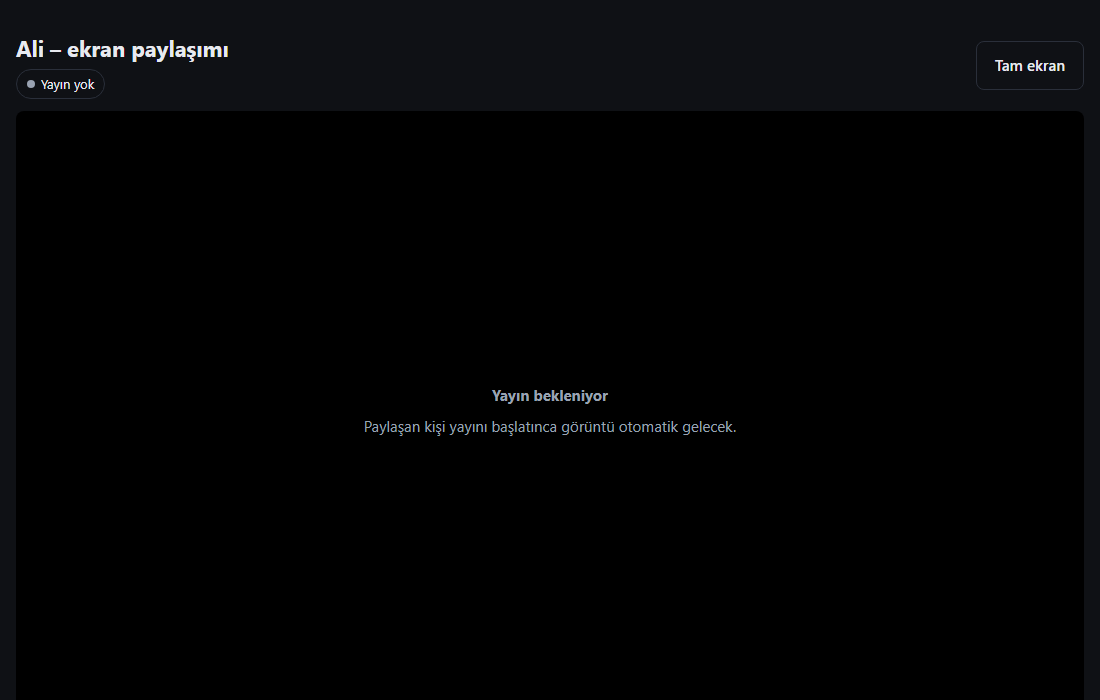 Ali – ekran paylaşımı
Yayın yok
Tam ekran
Yayın bekleniyor
Paylaşan kişi yayını başlatınca görüntü otomatik gelecek.